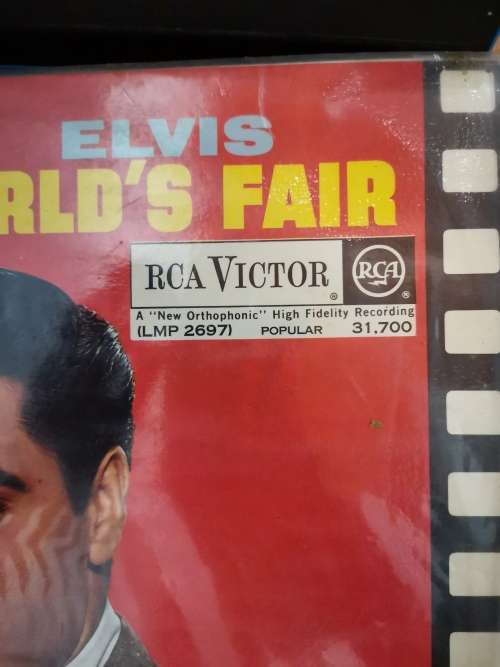 ELVIS
RLD'S FAIR
RCA VICTOR ® RCA ®
A "New Orthophonic" High Fidelity Recording
(LMP 2697) POPULAR 31,700